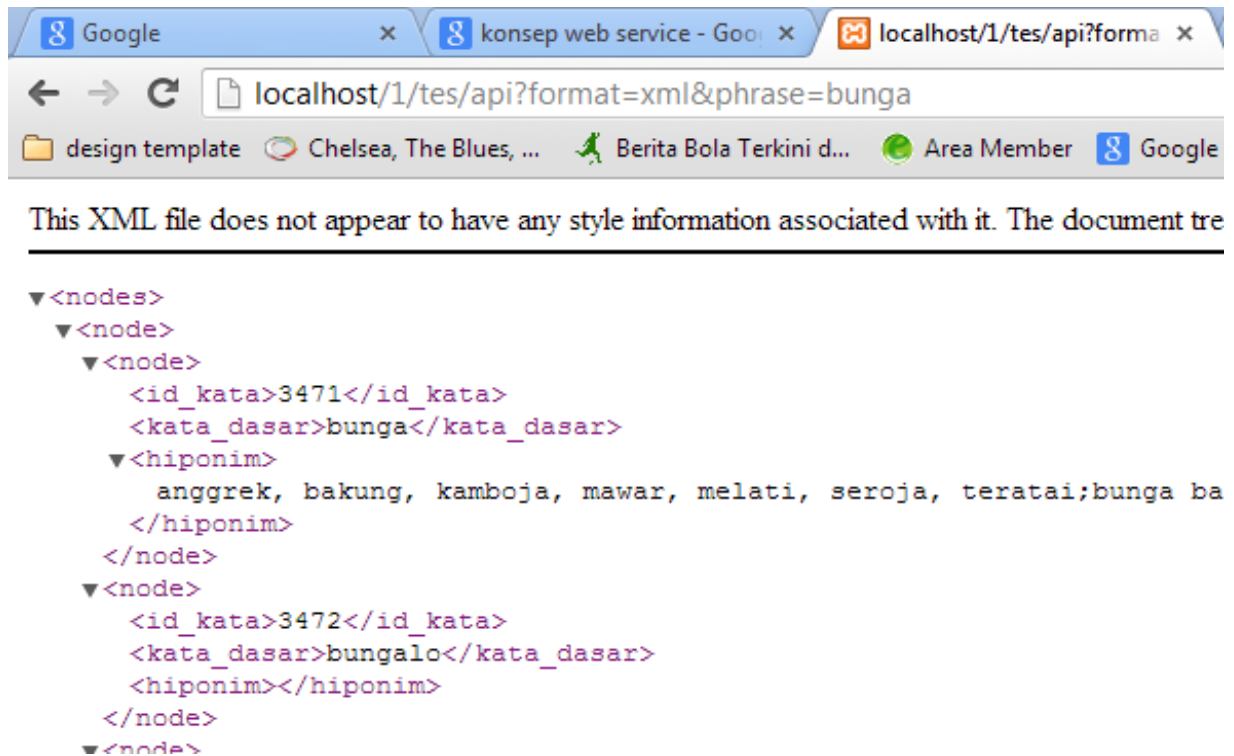 Google
konsep web service - Goo
localhost/1/tes/api?forma
localhost/1/tes/api?format=xml&phrase=bunga
design template Chelsea, The Blues, ... Berita Bola Terkini d... Area Member Google
This XML file does not appear to have any style information associated with it. The document tre
<nodes>
<node>
<node>
<id_kata>3471</id_kata>
<kata_dasar>bunga</kata_dasar>
<hiponim>
anggrek, bakung, kamboja, mawar, melati, seroja, teratai;bunga ba
</hiponim>
</node>
<node>
<id_kata>3472</id_kata>
<kata_dasar>bungalo</kata_dasar>
<hiponim></hiponim>
</node>
<node>